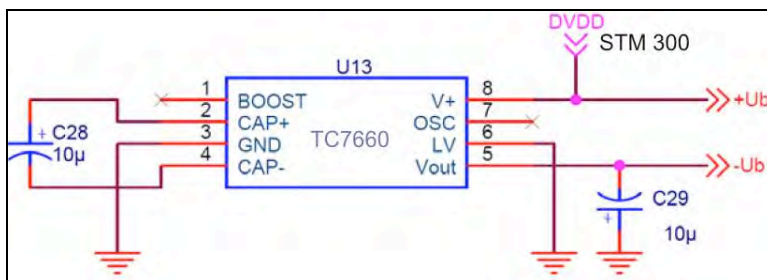 DVDD
STM 300
U13
1 BOOST V+ 8 +Ub
2 CAP+ OSC 7
+ C28 3 GND TC7660 LV 6
10µ 4 CAP- Vout 5 -Ub
C29
+ 10µ